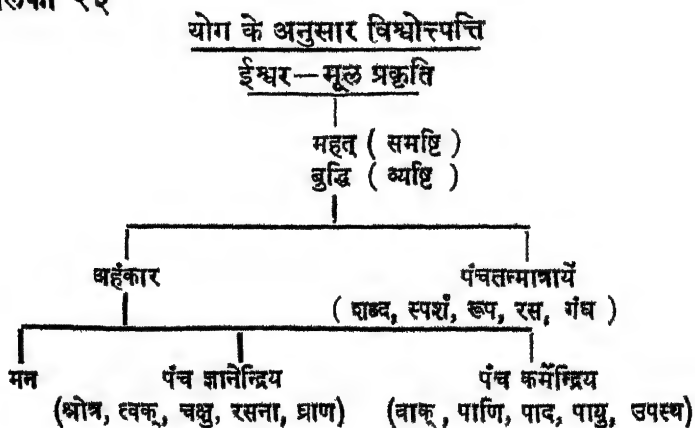 २३
योग के अनुसार विश्वोत्त्पत्ति
ईश्वर—मूल प्रकृति
महत् ( समष्टि )
बुद्धि ( व्यष्टि )
अहंकार पंचतन्मात्रायें
( शब्द, स्पर्श, रूप, रस, गंध )
मन पंच ज्ञानेन्द्रिय पंच कर्मेन्द्रिय
(श्रोत्र, त्वक्, चक्षु, रसना, घ्राण) (वाक्, पाणि, पाद, पायु, उपस्थ)